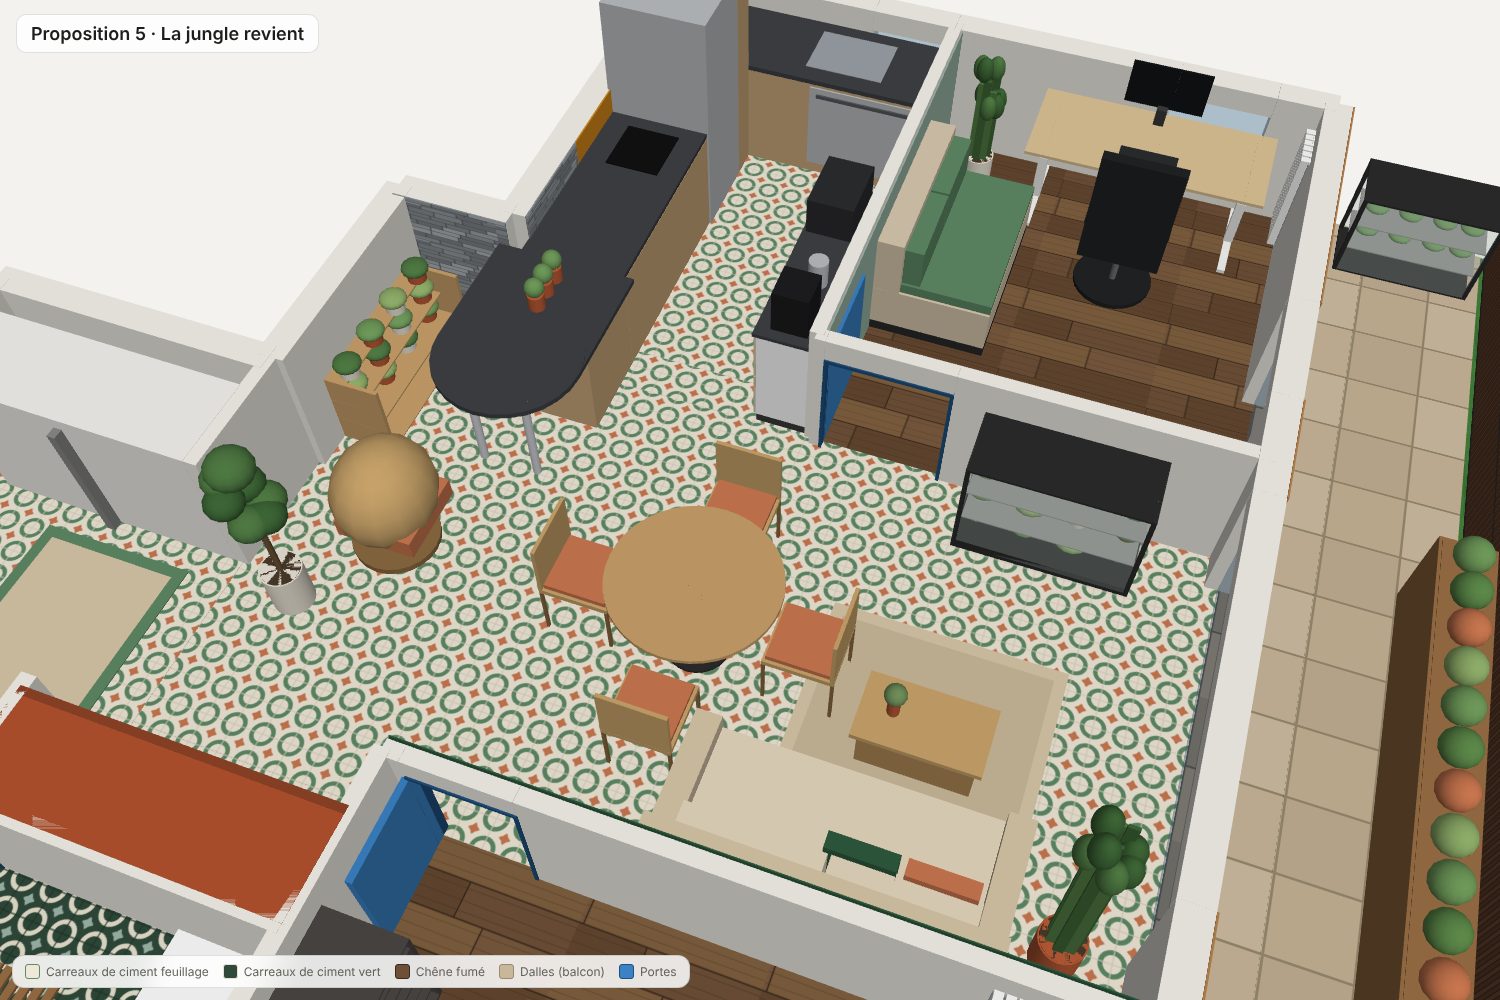 Proposition 5 · La jungle revient
Carreaux de ciment feuillage
Carreaux de ciment vert
Chêne fumé
Dalles (balcon)
Portes